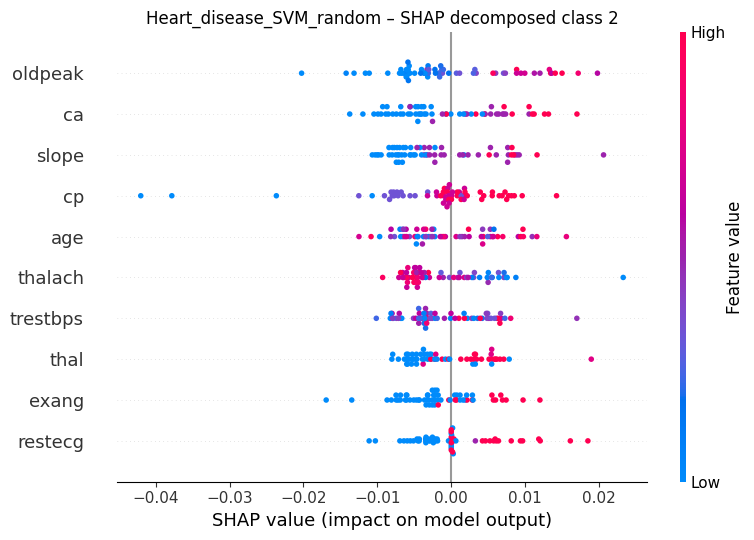 Heart_disease_SVM_random – SHAP decomposed class 2
High
oldpeak
ca
slope
cp
age
thalach
trestbps
thal
exang
restecg
Feature value
Low
−0.04 −0.03 −0.02 −0.01 0.00 0.01 0.02
SHAP value (impact on model output)